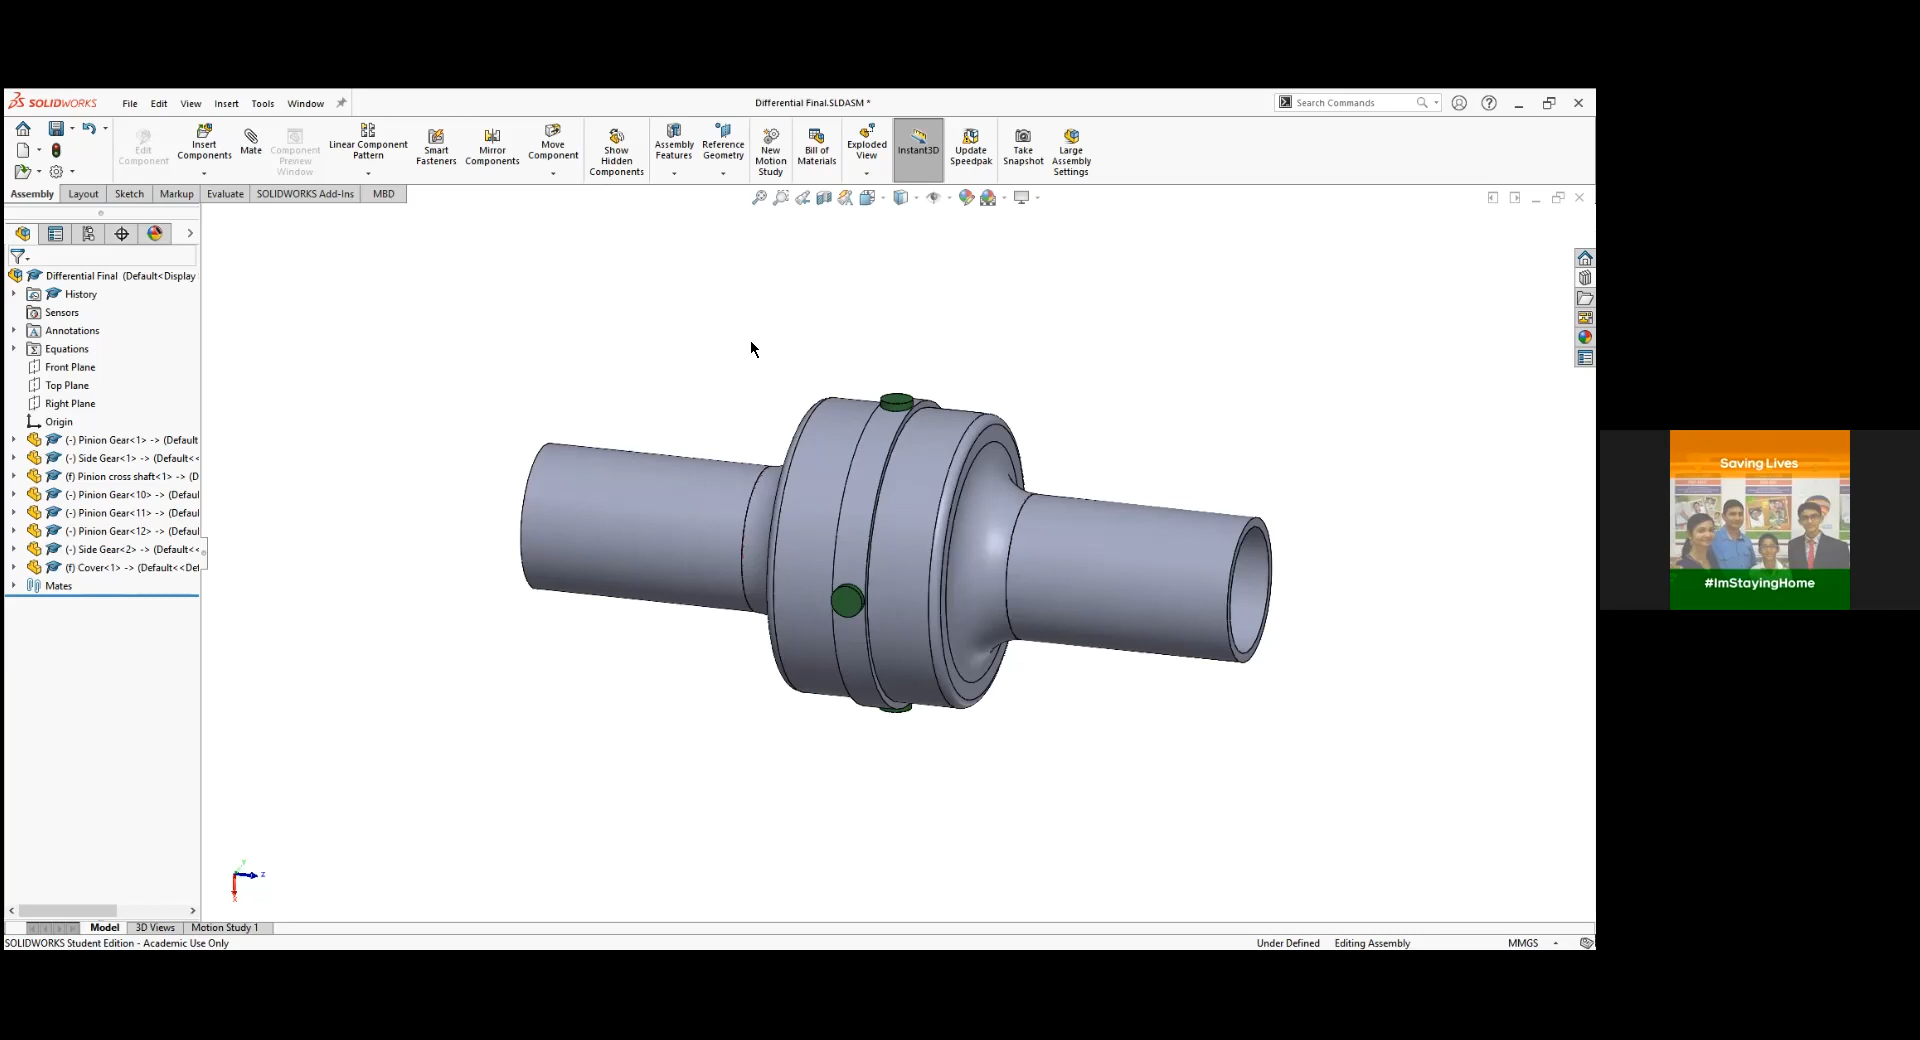 SOLIDWORKS
File Edit View Insert Tools Window
Differential Final.SLDASM *
Search Commands
Edit Component
Insert Components
Mate
Component Preview Window
Linear Component Pattern
Smart Fasteners
Mirror Components
Move Component
Show Hidden Components
Assembly Features
Reference Geometry
New Motion Study
Bill of Materials
Exploded View
Instant3D
Update Speedpak
Take Snapshot
Large Assembly Settings
Assembly Layout Sketch Markup Evaluate SOLIDWORKS Add-Ins MBD
Differential Final (Default<Display
History
Sensors
Annotations
Equations
Front Plane
Top Plane
Right Plane
Origin
(-) Pinion Gear<1> -> (Default
(-) Side Gear<1> -> (Default<<
(f) Pinion cross shaft<1> -> (D
(-) Pinion Gear<10> -> (Defaul
(-) Pinion Gear<11> -> (Defaul
(-) Pinion Gear<12> -> (Defaul
(-) Side Gear<2> -> (Default<<
(f) Cover<1> -> (Default<<Def
Mates
Y
Z
X
Model 3D Views Motion Study 1
SOLIDWORKS Student Edition - Academic Use Only
Under Defined Editing Assembly MMGS
Saving Lives
#ImStayingHome